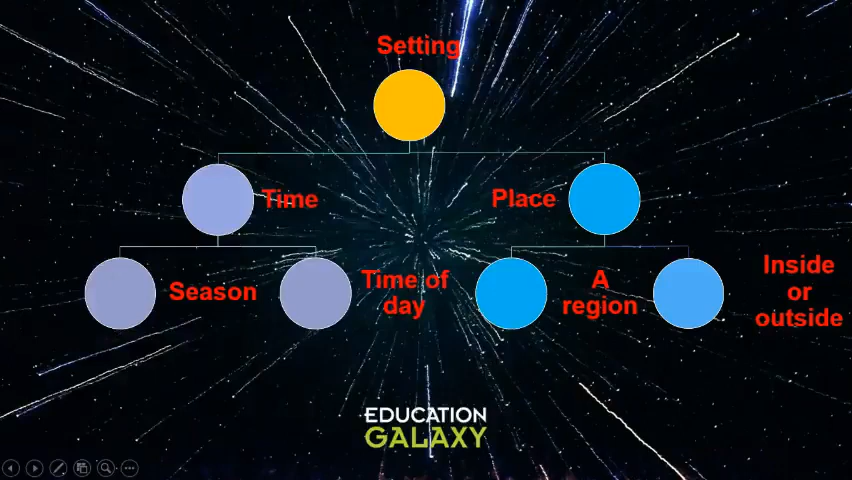 Setting
Time
Place
Season
Time of
day
A
region
Inside
or
outside
EDUCATION
GALAXY